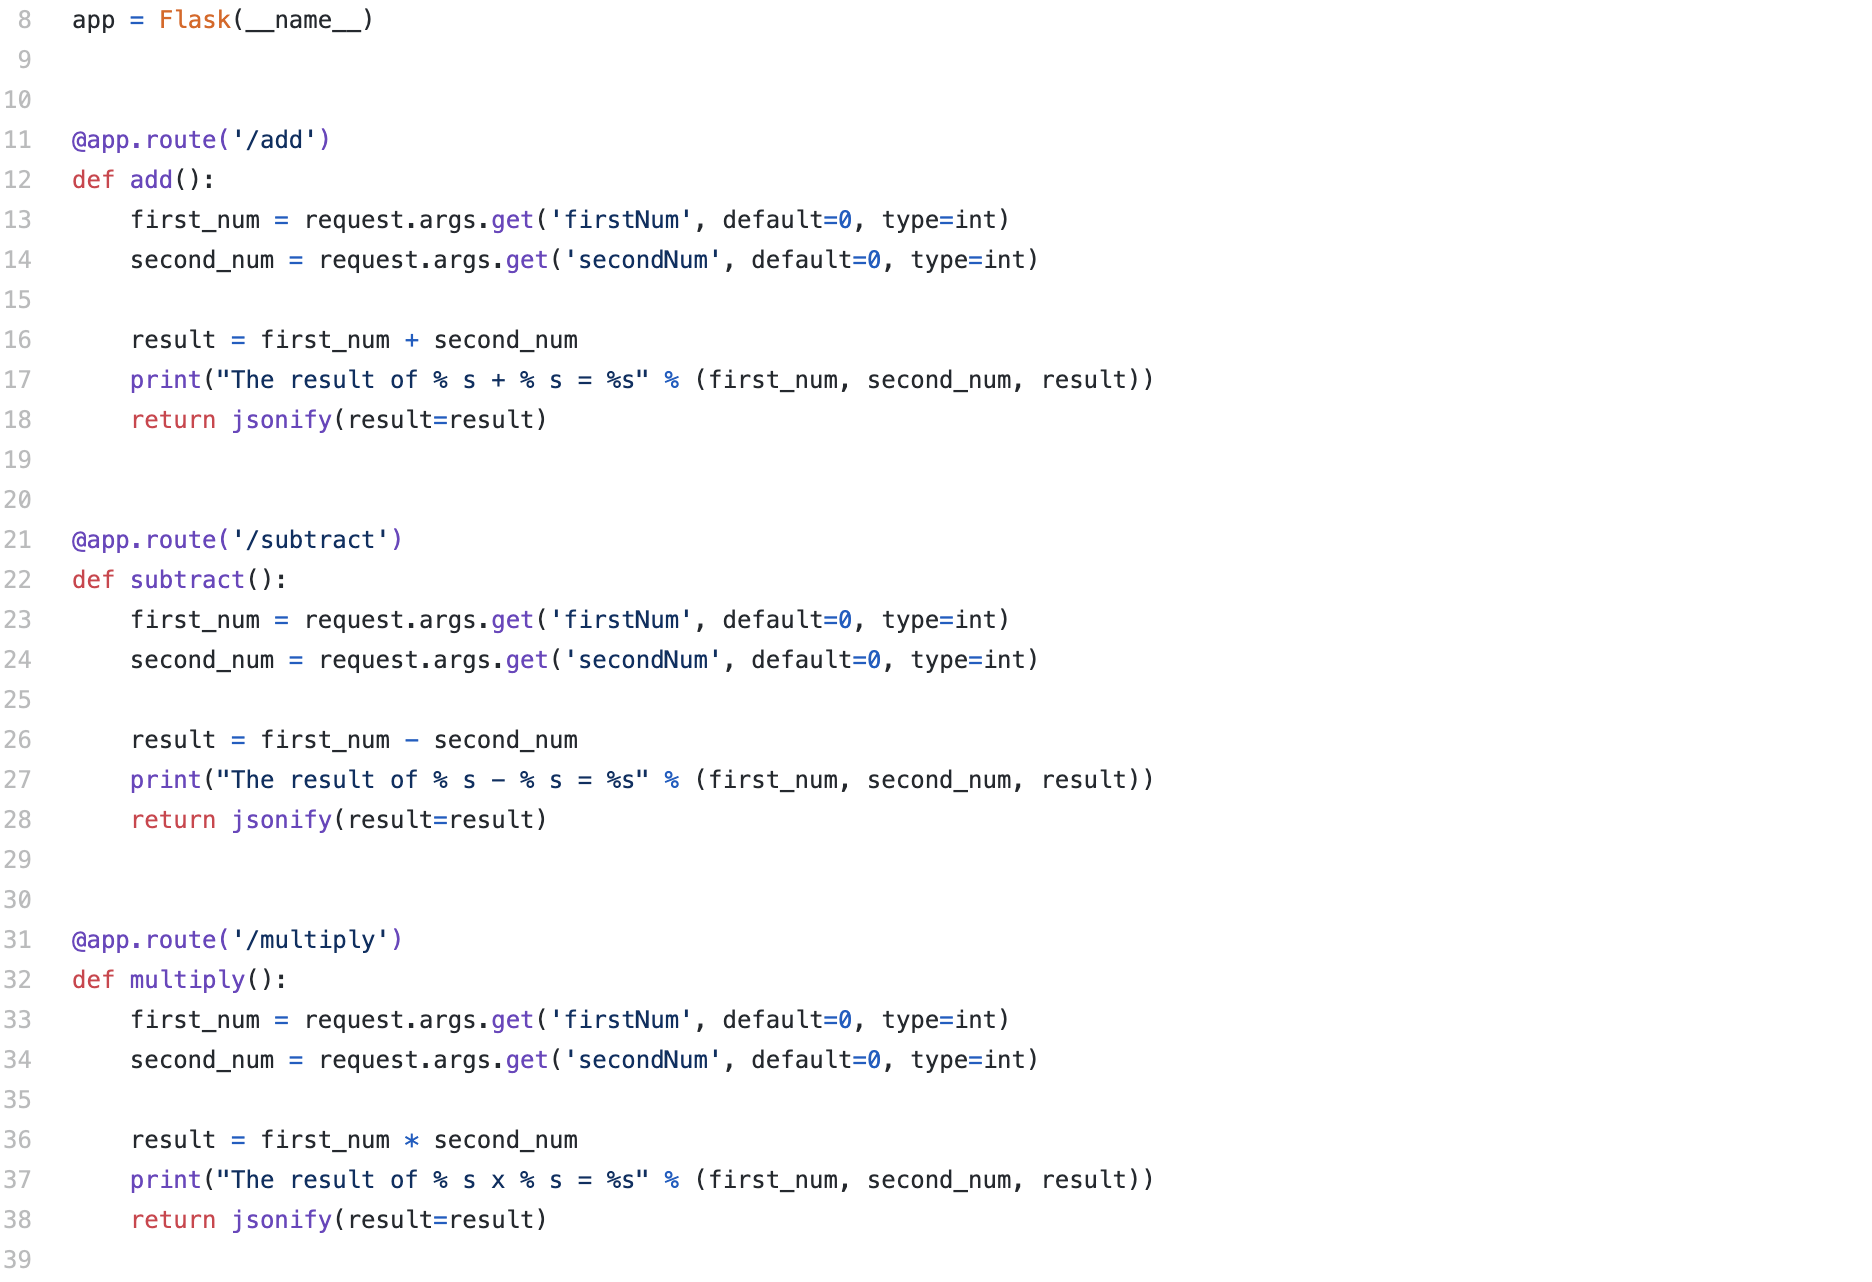 8 app = Flask(__name__)
9
10
11 @app.route('/add')
12 def add():
13     first_num = request.args.get('firstNum', default=0, type=int)
14     second_num = request.args.get('secondNum', default=0, type=int)
15
16     result = first_num + second_num
17     print("The result of % s + % s = %s" % (first_num, second_num, result))
18     return jsonify(result=result)
19
20
21 @app.route('/subtract')
22 def subtract():
23     first_num = request.args.get('firstNum', default=0, type=int)
24     second_num = request.args.get('secondNum', default=0, type=int)
25
26     result = first_num - second_num
27     print("The result of % s - % s = %s" % (first_num, second_num, result))
28     return jsonify(result=result)
29
30
31 @app.route('/multiply')
32 def multiply():
33     first_num = request.args.get('firstNum', default=0, type=int)
34     second_num = request.args.get('secondNum', default=0, type=int)
35
36     result = first_num * second_num
37     print("The result of % s x % s = %s" % (first_num, second_num, result))
38     return jsonify(result=result)
39